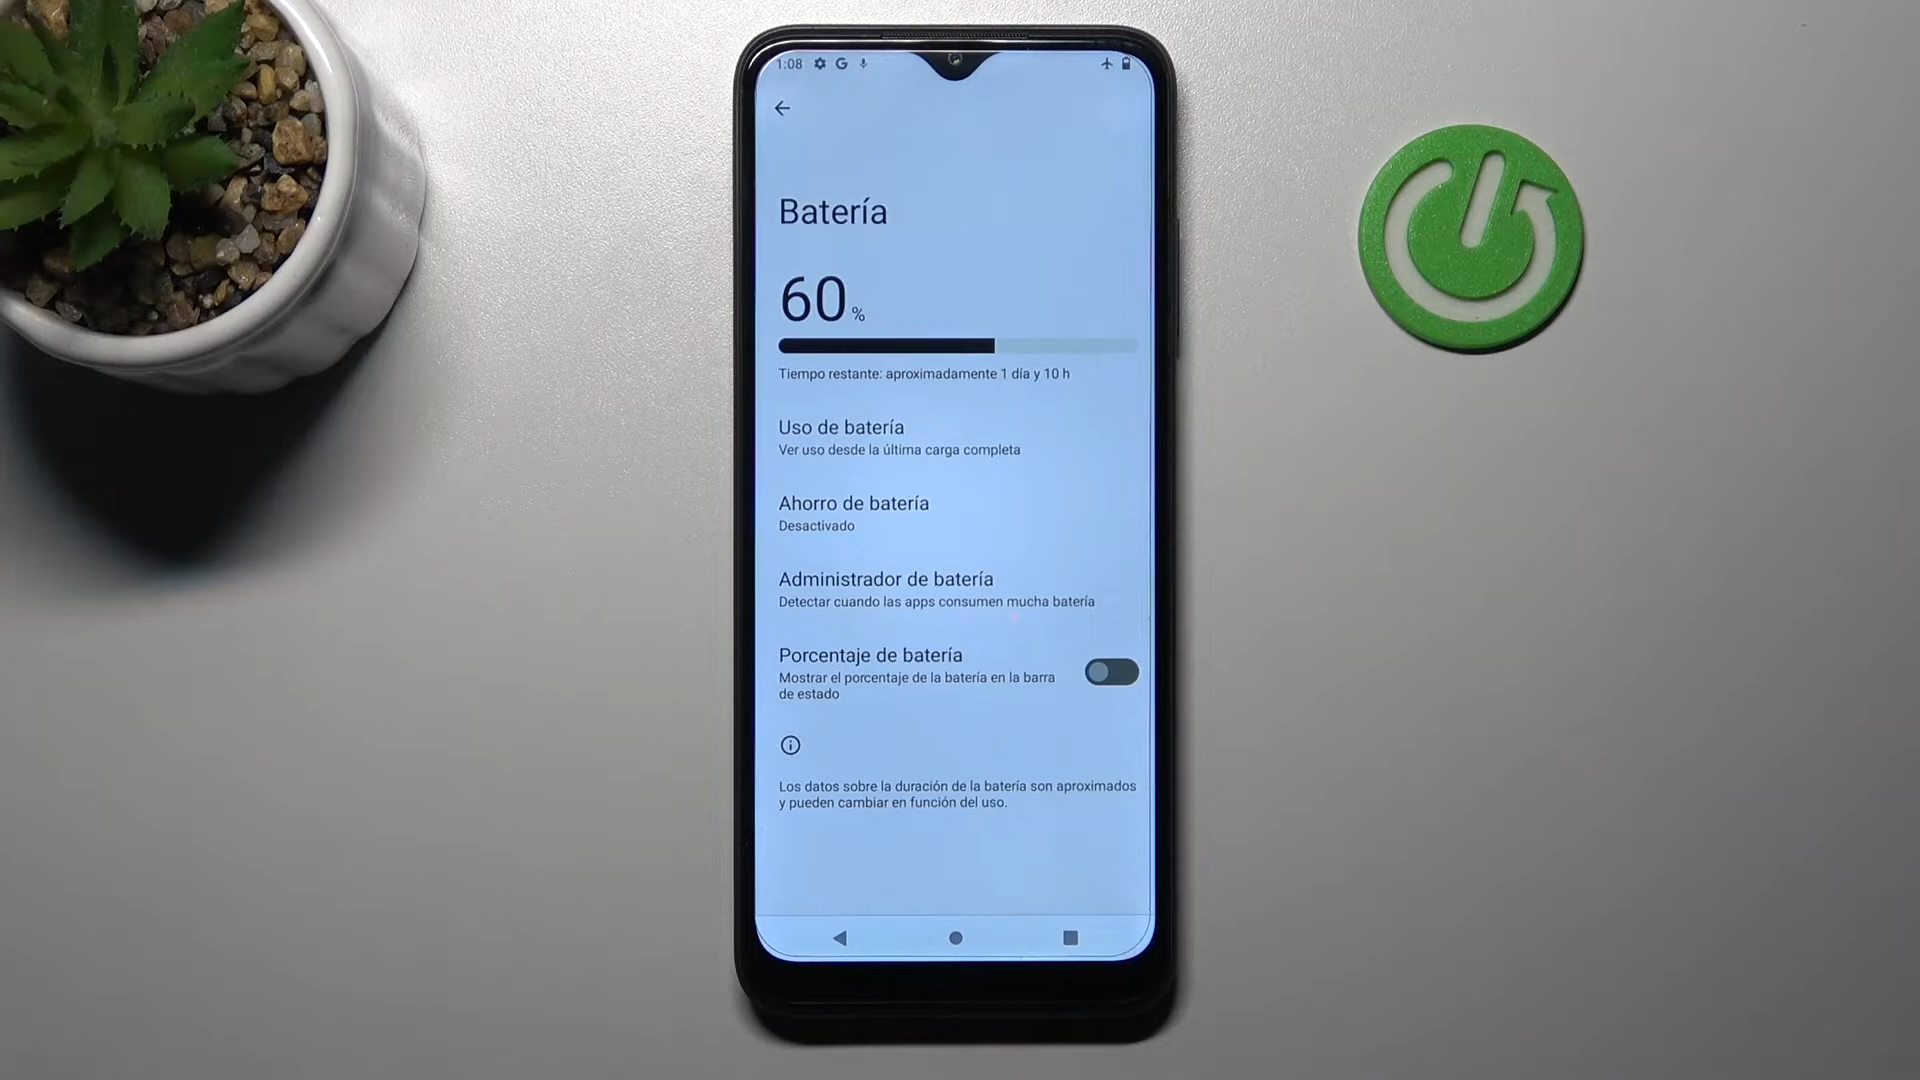 1:08 G
Batería
60 %
Tiempo restante: aproximadamente 1 día y 10 h
Uso de batería
Ver uso desde la última carga completa
Ahorro de batería
Desactivado
Administrador de batería
Detectar cuando las apps consumen mucha batería
Porcentaje de batería
Mostrar el porcentaje de la batería en la barra
de estado
Los datos sobre la duración de la batería son aproximados
y pueden cambiar en función del uso.